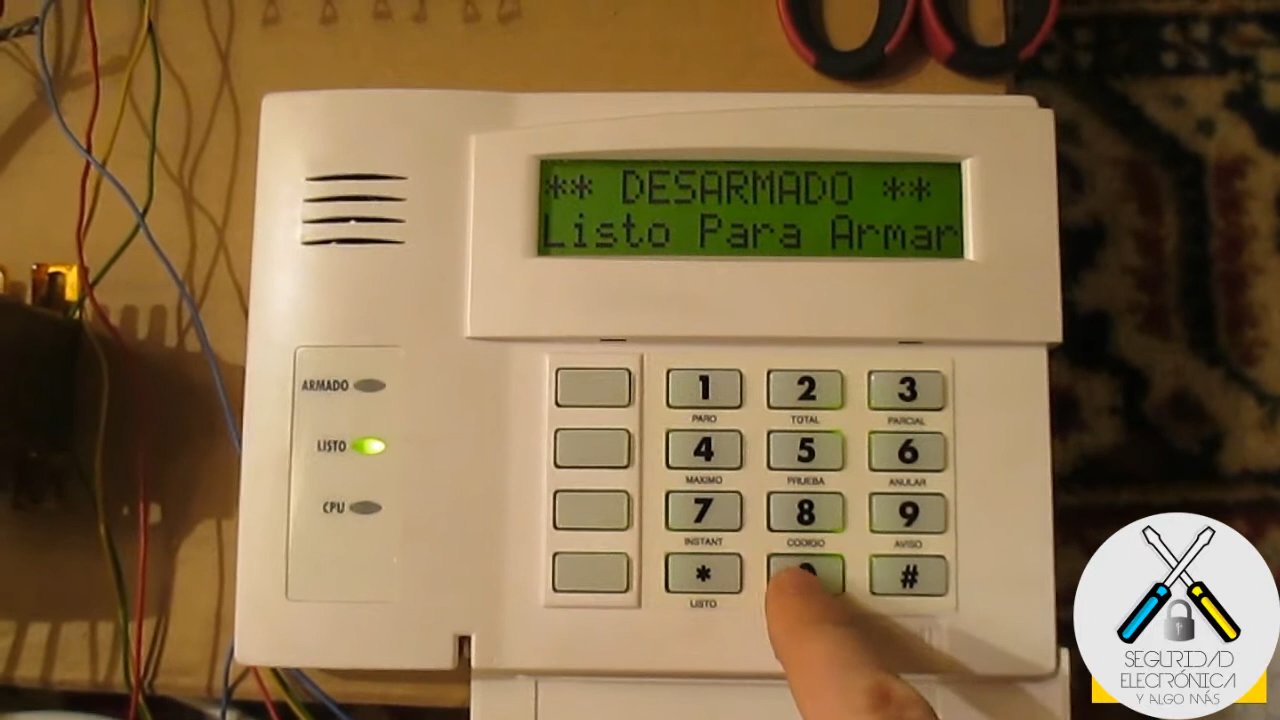 ** DESARMADO **
Listo Para Armar
ARMADO
LISTO
CPU
1 2 3
PARO TOTAL PARCIAL
4 5 6
MAXIMO PRUEBA ANULAR
7 8 9
INSTANT CODIGO AVISO
* #
LISTO
SEGURIDAD
ELECTRÓNICA
Y ALGO MÁS